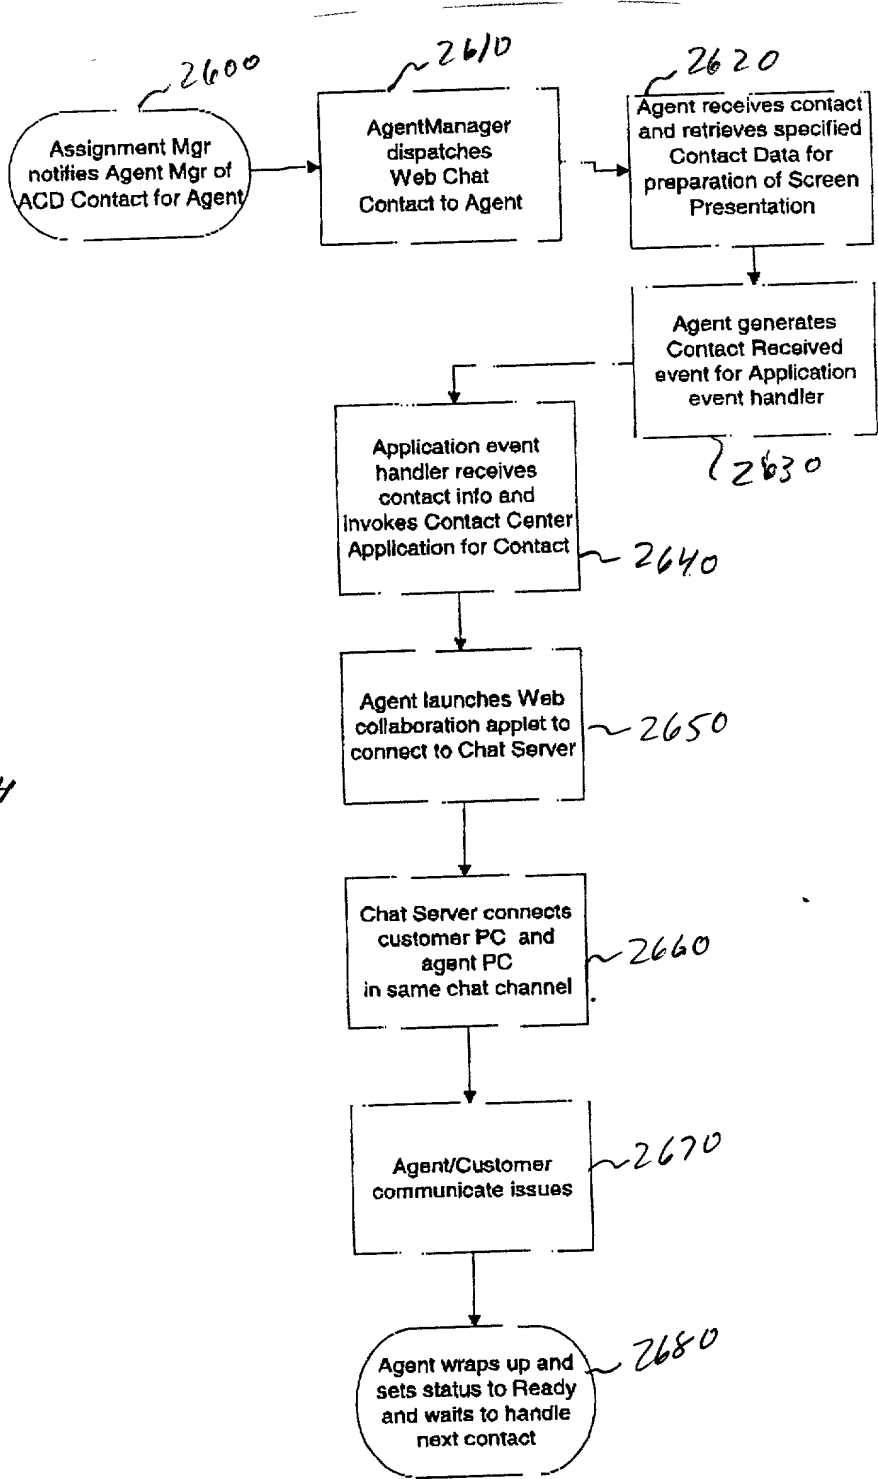 2600
Assignment Mgr
notifies Agent Mgr of
ACD Contact for Agent
2610
AgentManager
dispatches
Web Chat
Contact to Agent
2620
Agent receives contact
and retrieves specified
Contact Data for
preparation of Screen
Presentation
Agent generates
Contact Received
event for Application
event handler
2630
Application event
handler receives
contact info and
invokes Contact Center
Application for Contact
2640
Agent launches Web
collaboration applet to
connect to Chat Server
2650
Chat Server connects
customer PC and
agent PC
in same chat channel
2660
Agent/Customer
communicate issues
2670
Agent wraps up and
sets status to Ready
and waits to handle
next contact
2680